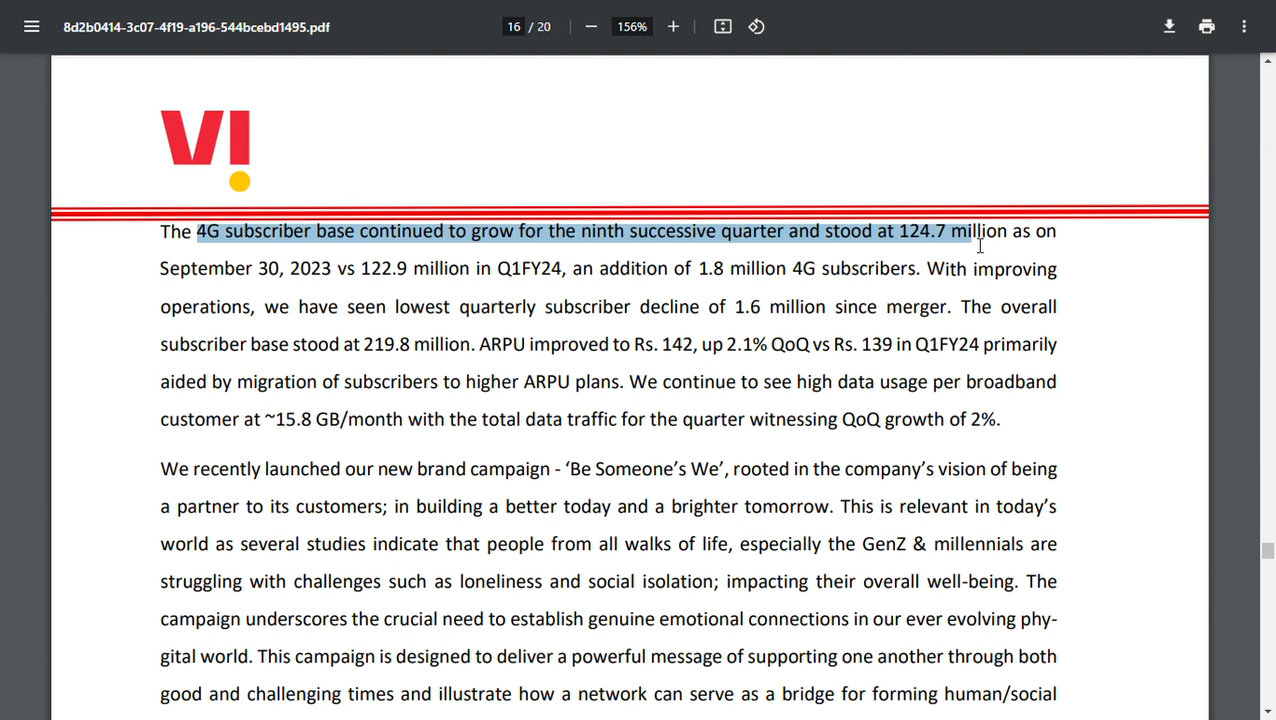 8d2b0414-3c07-4f19-a196-544bcebd1495.pdf
16 / 20
156%
VI
The 4G subscriber base continued to grow for the ninth successive quarter and stood at 124.7 million as on
September 30, 2023 vs 122.9 million in Q1FY24, an addition of 1.8 million 4G subscribers. With improving
operations, we have seen lowest quarterly subscriber decline of 1.6 million since merger. The overall
subscriber base stood at 219.8 million. ARPU improved to Rs. 142, up 2.1% QoQ vs Rs. 139 in Q1FY24 primarily
aided by migration of subscribers to higher ARPU plans. We continue to see high data usage per broadband
customer at ~15.8 GB/month with the total data traffic for the quarter witnessing QoQ growth of 2%.
We recently launched our new brand campaign - ‘Be Someone’s We’, rooted in the company’s vision of being
a partner to its customers; in building a better today and a brighter tomorrow. This is relevant in today’s
world as several studies indicate that people from all walks of life, especially the GenZ & millennials are
struggling with challenges such as loneliness and social isolation; impacting their overall well-being. The
campaign underscores the crucial need to establish genuine emotional connections in our ever evolving phy-
gital world. This campaign is designed to deliver a powerful message of supporting one another through both
good and challenging times and illustrate how a network can serve as a bridge for forming human/social